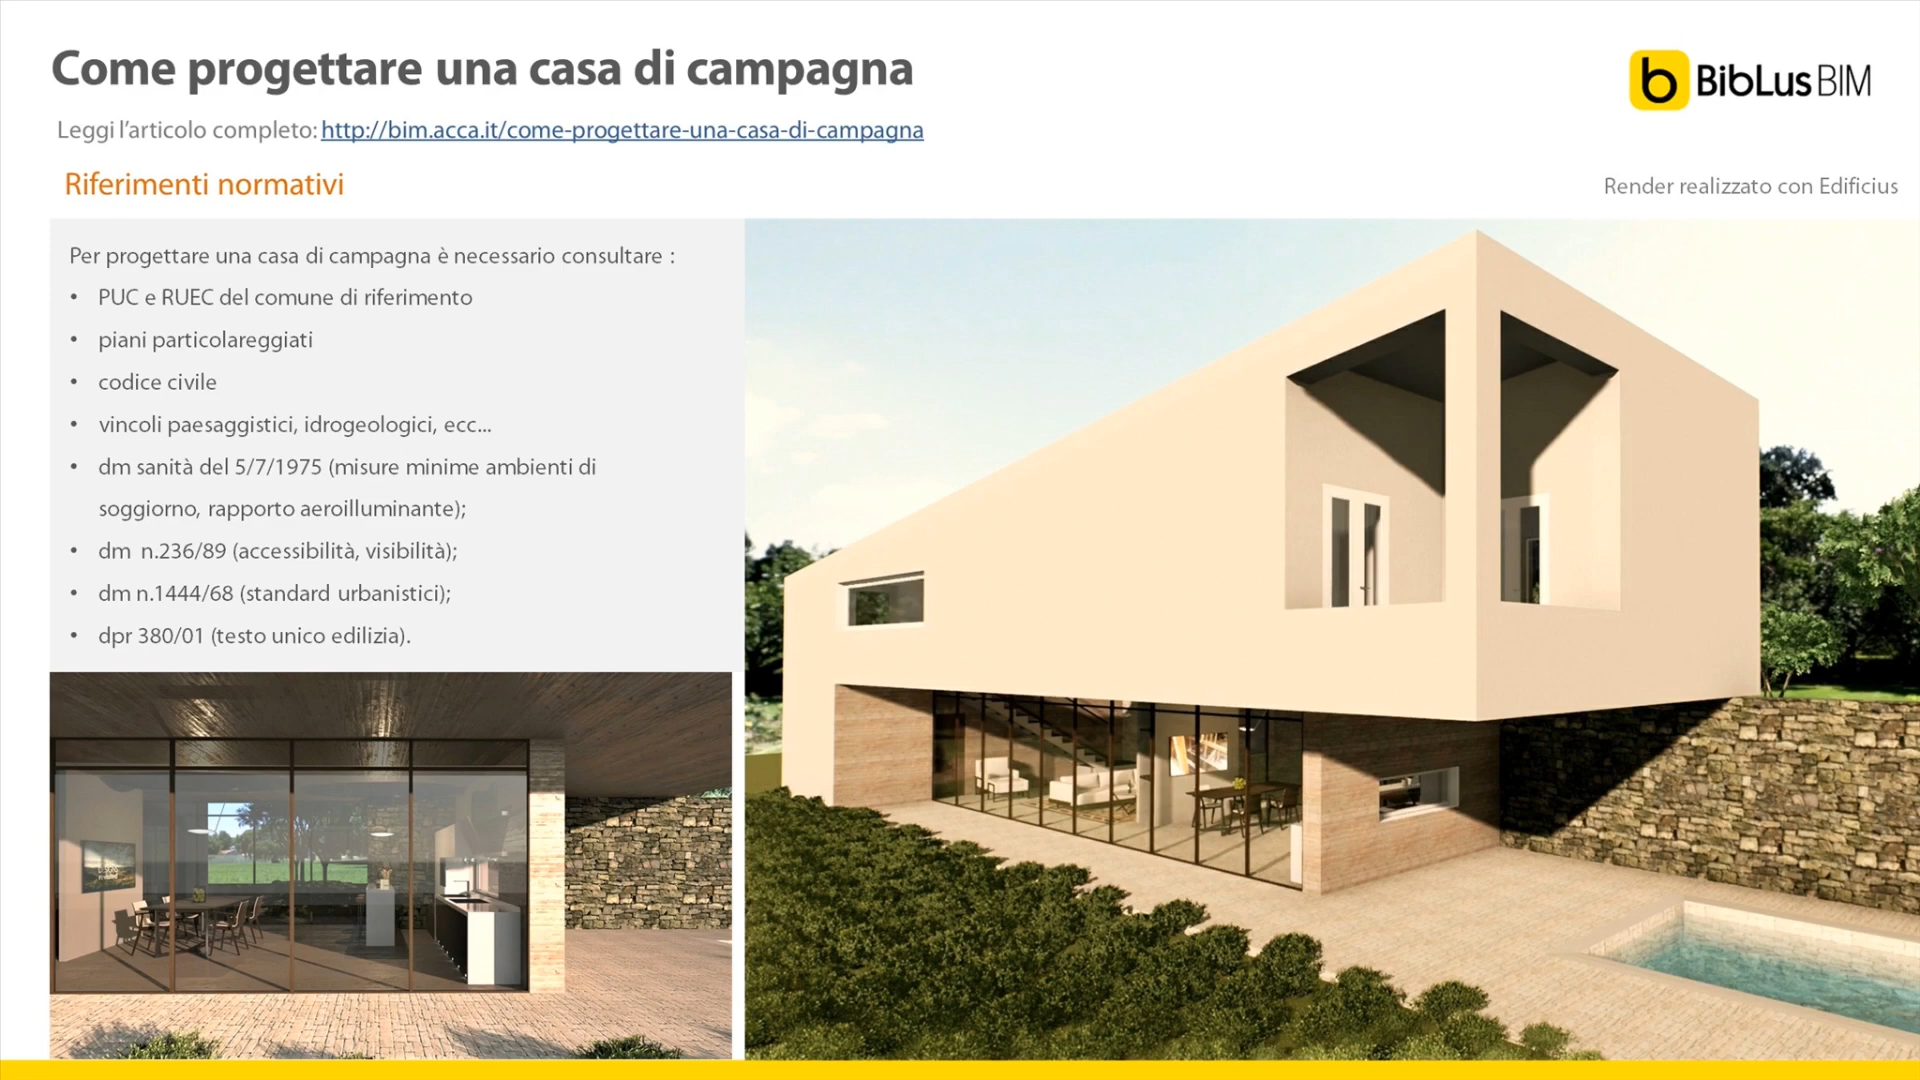 Come progettare una casa di campagna
b BibLus BIM
Leggi l'articolo completo: http://bim.acca.it/come-progettare-una-casa-di-campagna
Riferimenti normativi
Render realizzato con Edificius
Per progettare una casa di campagna è necessario consultare :
• PUC e RUEC del comune di riferimento
• piani particolareggiati
• codice civile
• vincoli paesaggistici, idrogeologici, ecc...
• dm sanità del 5/7/1975 (misure minime ambienti di
soggiorno, rapporto aeroilluminante);
• dm  n.236/89 (accessibilità, visibilità);
• dm n.1444/68 (standard urbanistici);
• dpr 380/01 (testo unico edilizia).